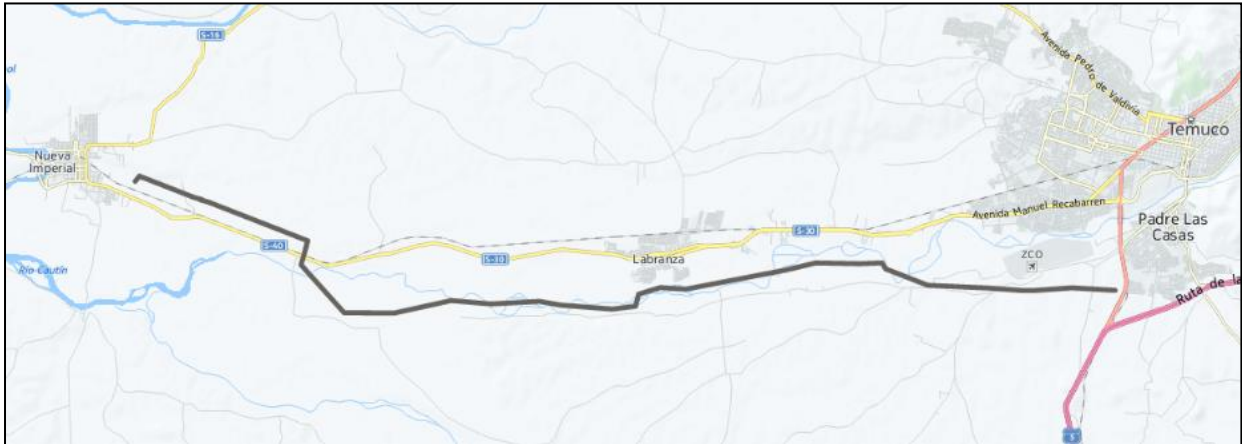 S-16
Avenida Pedro de Valdivia
Temuco
Nueva
Imperial
Avenida Manuel Recabarren
Padre Las
Casas
S-40
S-30
S-30
Labranza
ZCO
Río Cautín
Ruta de la
5